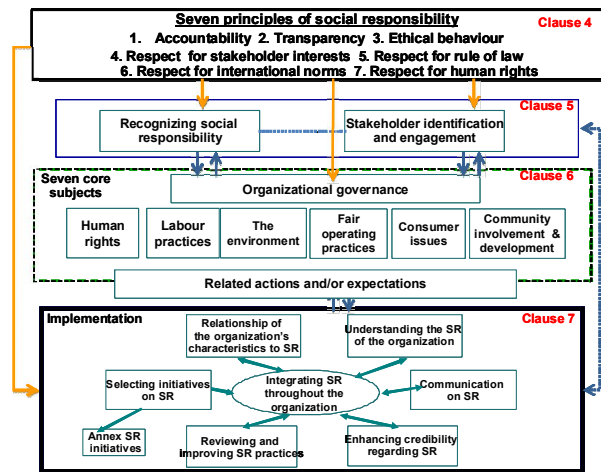 Seven principles of social responsibility
Clause 4
1. Accountability 2. Transparency 3. Ethical behaviour
4. Respect for stakeholder interests 5. Respect for rule of law
6. Respect for international norms 7. Respect for human rights
Clause 5
Recognizing social
responsibility
Stakeholder identification
and engagement
Clause 6
Seven core
subjects
Organizational governance
Human
rights
Labour
practices
The
environment
Fair
operating
practices
Consumer
issues
Community
involvement &
development
Related actions and/or expectations
Implementation
Clause 7
Relationship of
the organization's
characteristics to SR
Understanding the SR
of the organization
Selecting initiatives
on SR
Integrating SR
throughout the
organization
Communication
on SR
Annex SR
initiatives
Reviewing and
improving SR practices
Enhancing credibility
regarding SR